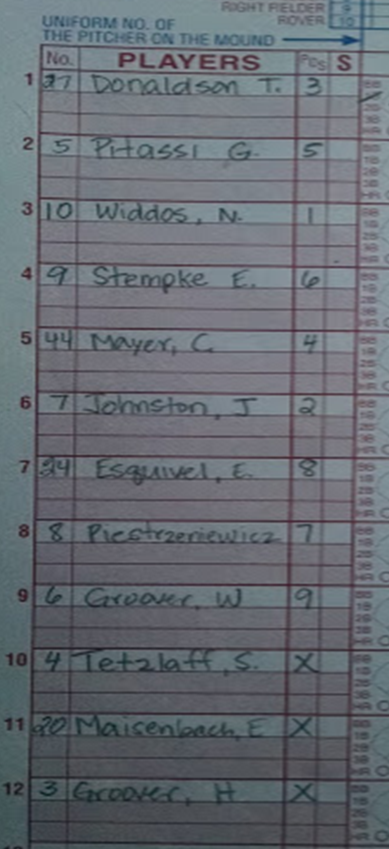 RIGHT FIELDER 9
ROVER 10
UNIFORM NO. OF
THE PITCHER ON THE MOUND
No. PLAYERS Pos S
1 27 Donaldson T. 3
2 5 Pitassi G. 5
3 10 Widdos, N. 1
4 9 Stempke E. 6
5 44 Mayer, C 4
6 7 Johnston, J 2
7 24 Esquivel, E. 8
8 8 Piestrzeniewicz 7
9 6 Groover, W 9
10 4 Tetzlaff, S. X
11 20 Maisenbach, E X
12 3 Groover, H X